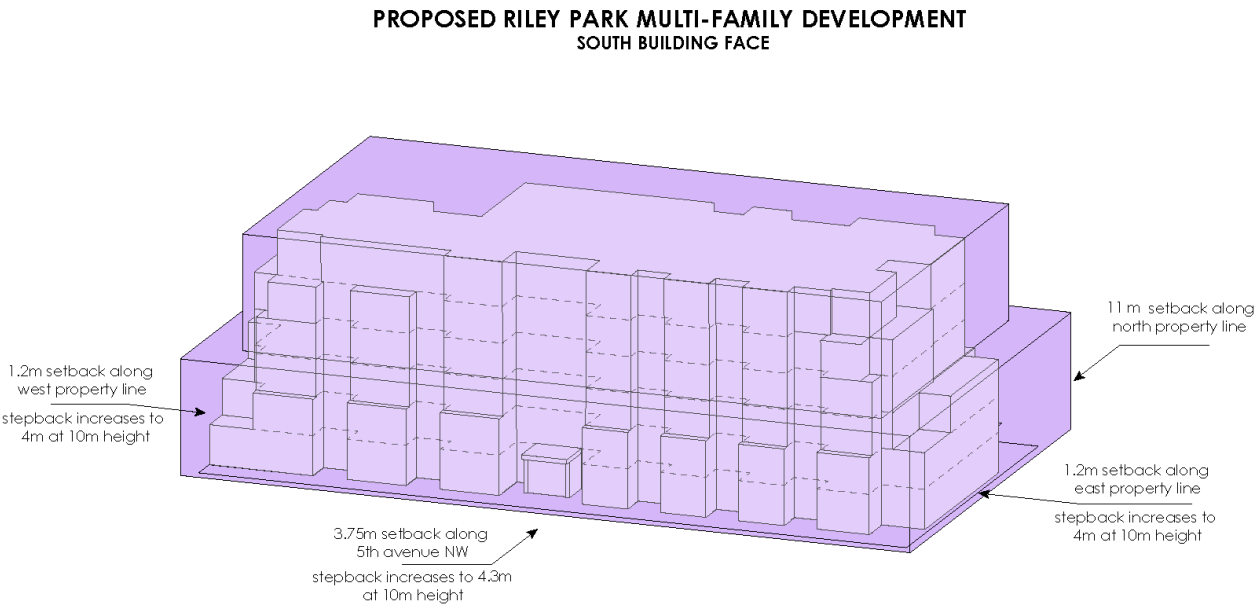 PROPOSED RILEY PARK MULTI-FAMILY DEVELOPMENT
SOUTH BUILDING FACE
11 m setback along
north property line
1.2m setback along
west property line
stepback increases to
4m at 10m height
1.2m setback along
east property line
stepback increases to
4m at 10m height
3.75m setback along
5th avenue NW
stepback increases to 4.3m
at 10m height